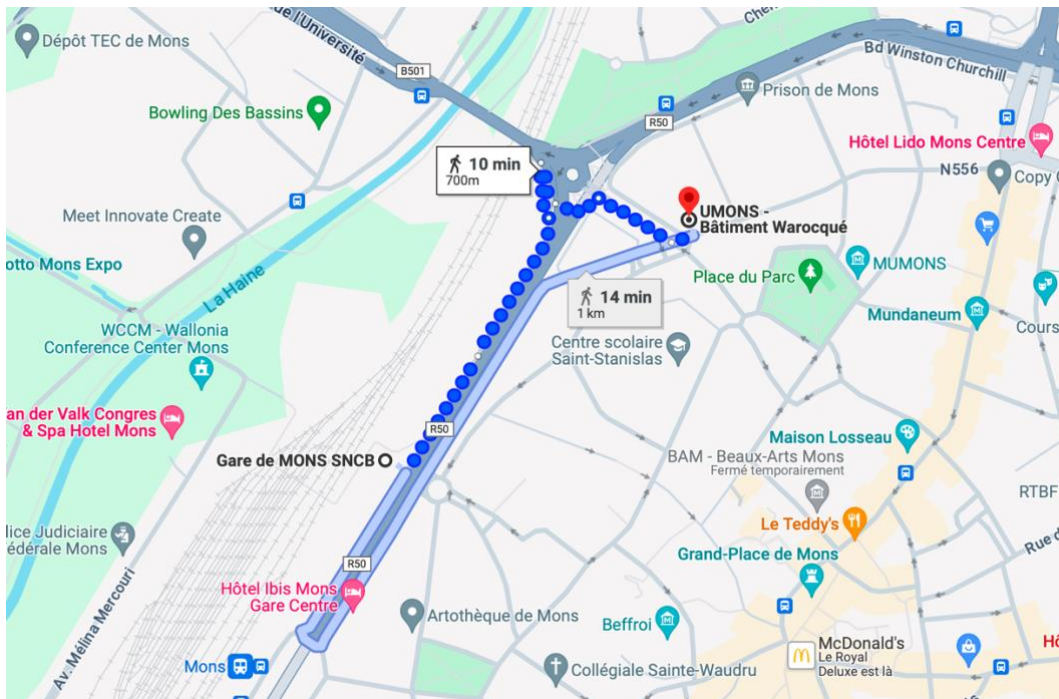 Dépôt TEC de Mons
l'Université
B501
Bd Winston Churchill
Bowling Des Bassins
Prison de Mons
R50
Hôtel Lido Mons Centre
10 min
700m
N556
Copy
Meet Innovate Create
UMONS -
Bâtiment Warocqué
otto Mons Expo
La Haine
Place du Parc
MUMONS
14 min
1 km
Mundaneum
WCCM - Wallonia
Conference Center Mons
Centre scolaire
Saint-Stanislas
Cours
an der Valk Congres
& Spa Hotel Mons
R50
Maison Losseau
Gare de MONS SNCB
BAM - Beaux-Arts Mons
Fermé temporairement
RTBF
lice Judiciaire
édérale Mons
Le Teddy's
Rue d
Grand-Place de Mons
R50
Hôtel Ibis Mons
Gare Centre
Artothèque de Mons
Beffroi
Av. Mélina Mercouri
Mons
McDonald's
Le Royal
Deluxe est là
Collégiale Sainte-Waudru